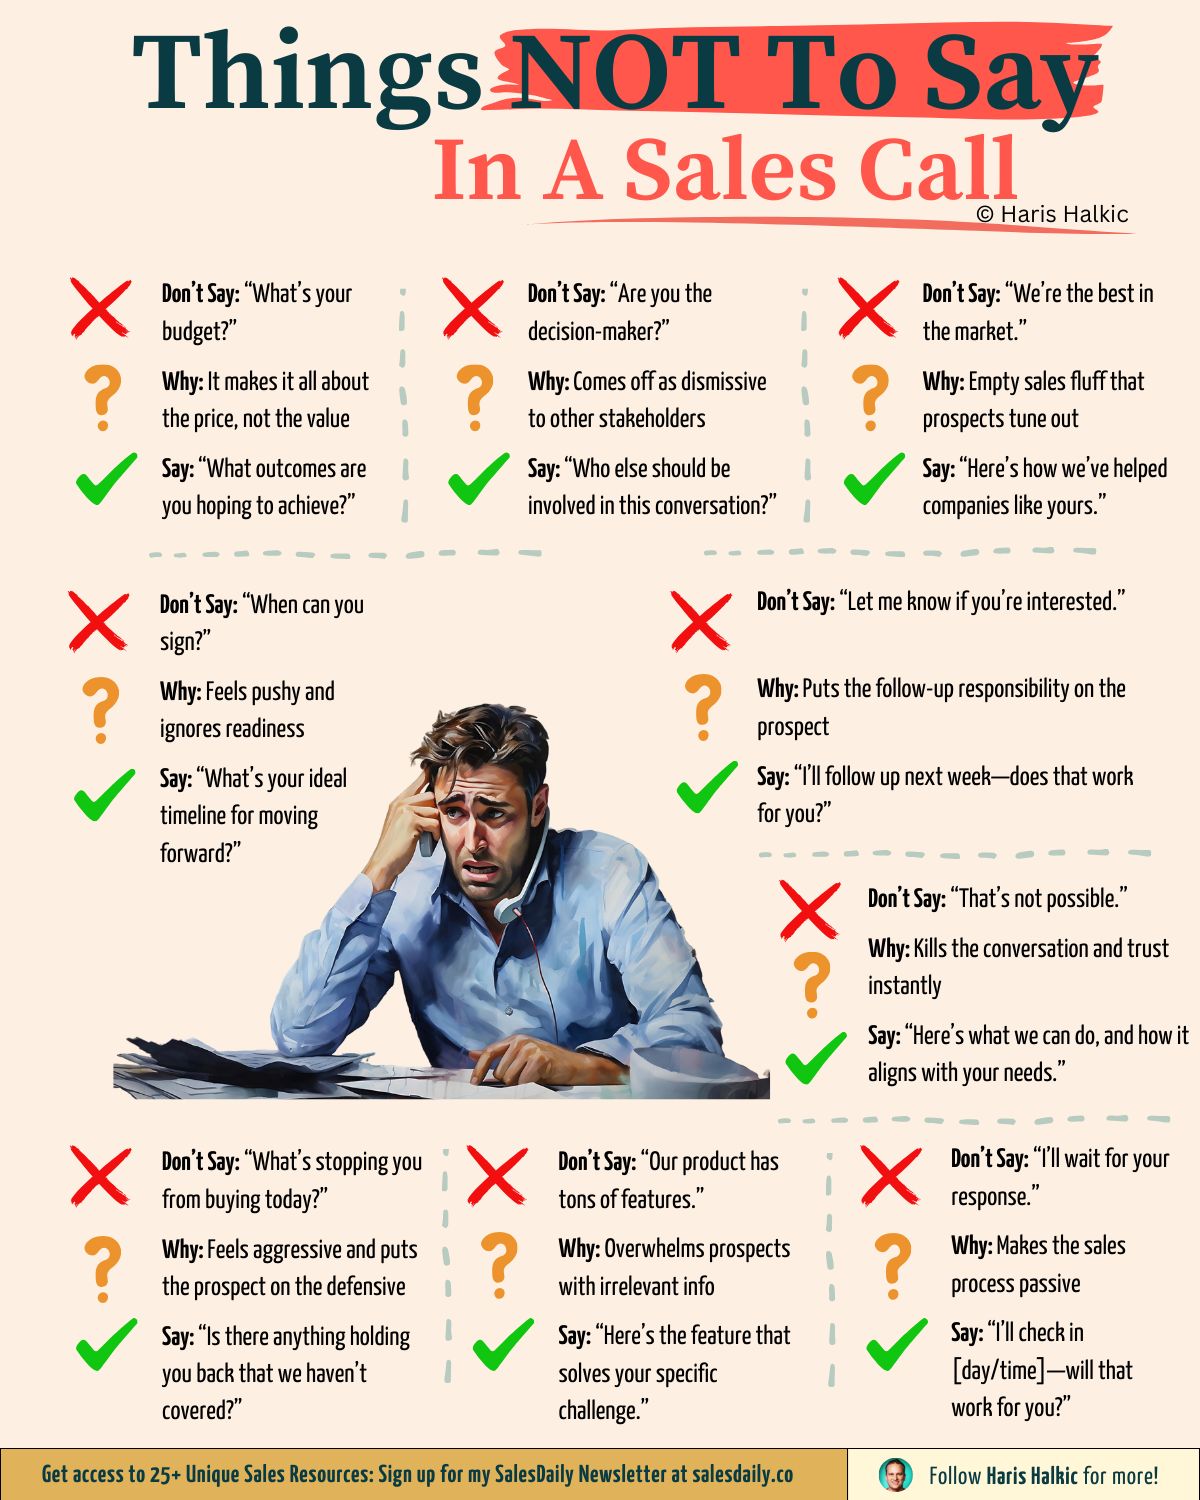 Things NOT To Say
In A Sales Call
© Haris Halkic
Don't Say: “What's your
budget?”
Why: It makes it all about
the price, not the value
Say: “What outcomes are
you hoping to achieve?”
Don't Say: “Are you the
decision-maker?”
Why: Comes off as dismissive
to other stakeholders
Say: “Who else should be
involved in this conversation?”
Don't Say: “We're the best in
the market.”
Why: Empty sales fluff that
prospects tune out
Say: “Here's how we've helped
companies like yours.”
Don't Say: “When can you
sign?”
Why: Feels pushy and
ignores readiness
Say: “What's your ideal
timeline for moving
forward?”
Don't Say: “Let me know if you're interested.”
Why: Puts the follow-up responsibility on the
prospect
Say: “I'll follow up next week—does that work
for you?”
Don't Say: “That's not possible.”
Why: Kills the conversation and trust
instantly
Say: “Here's what we can do, and how it
aligns with your needs.”
Don't Say: “What's stopping you
from buying today?”
Why: Feels aggressive and puts
the prospect on the defensive
Say: “Is there anything holding
you back that we haven't
covered?”
Don't Say: “Our product has
tons of features.”
Why: Overwhelms prospects
with irrelevant info
Say: “Here's the feature that
solves your specific
challenge.”
Don't Say: “I'll wait for your
response.”
Why: Makes the sales
process passive
Say: “I'll check in
[day/time]—will that
work for you?”
Get access to 25+ Unique Sales Resources: Sign up for my SalesDaily Newsletter at salesdaily.co
Follow Haris Halkic for more!